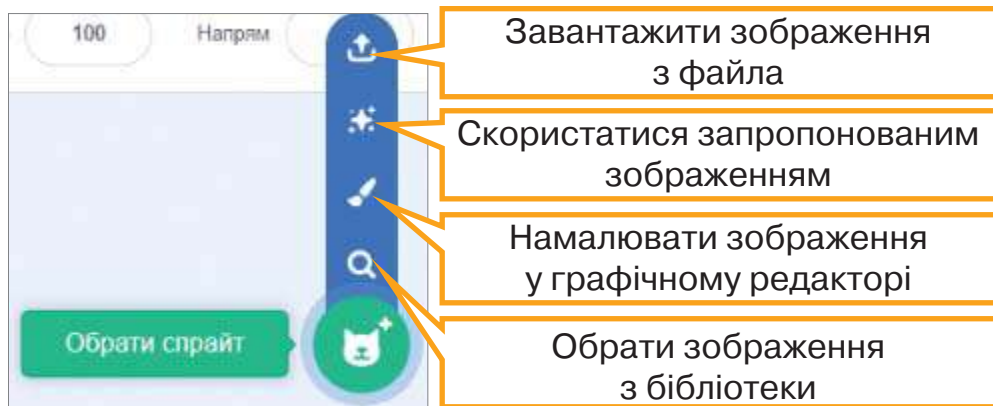 100 Напрям
Завантажити зображення
з файла
Скористатися запропонованим
зображенням
Намалювати зображення
у графічному редакторі
Обрати спрайт
Обрати зображення
з бібліотеки